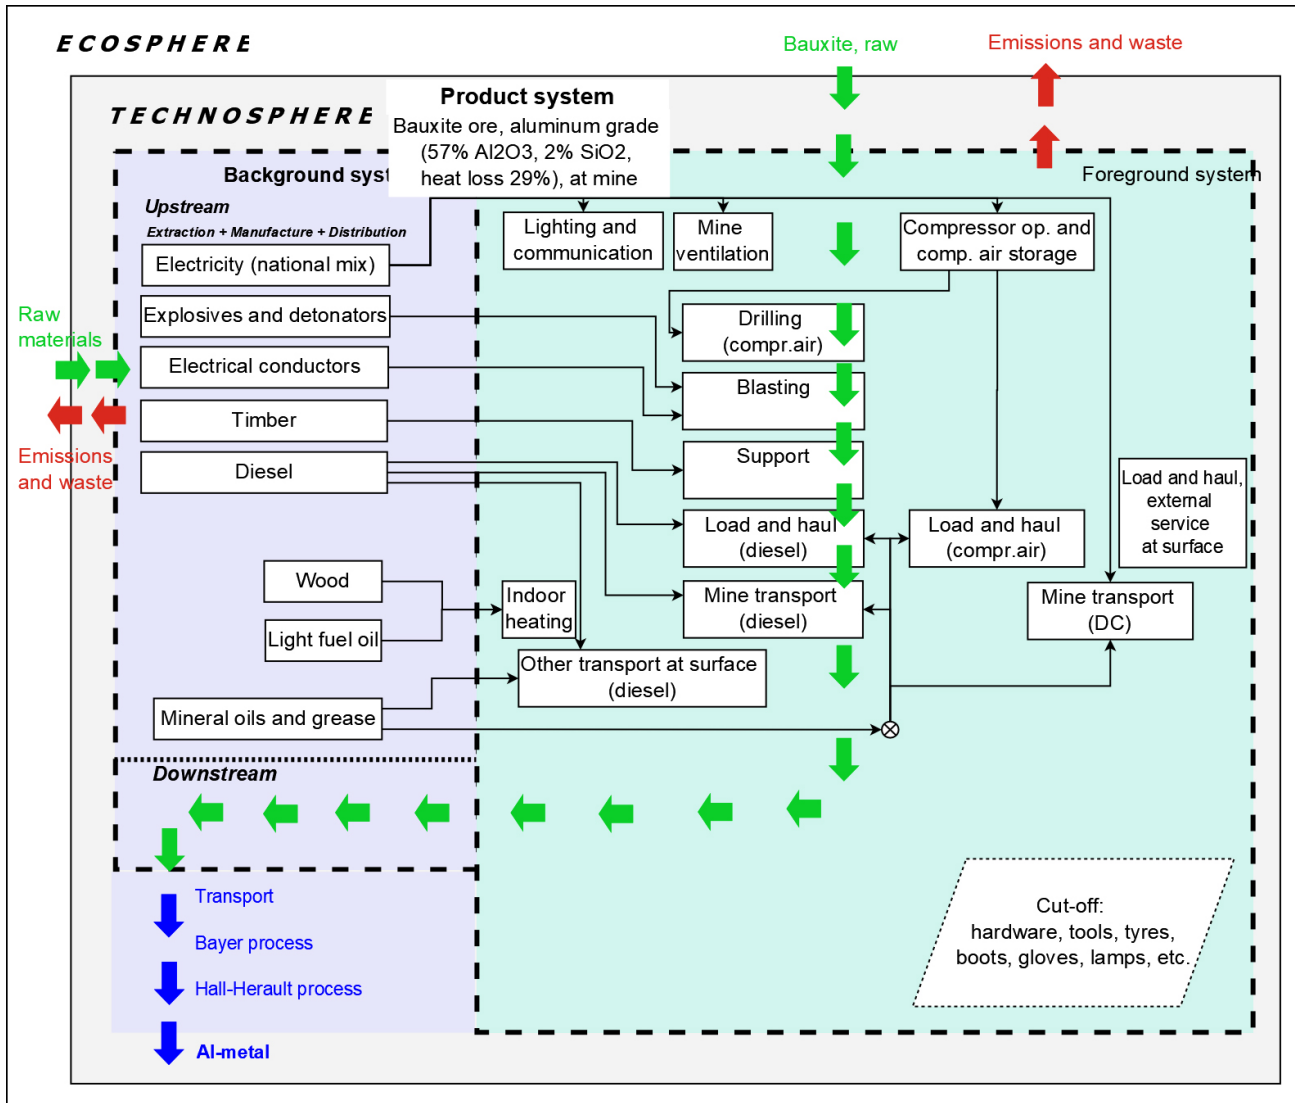 ECOSPHERE
Bauxite, raw
Emissions and waste
TECHNOSPHERE
Product system
Bauxite ore, aluminum grade
(57% Al2O3, 2% SiO2,
heat loss 29%), at mine
Background syst
Foreground system
Upstream
Extraction + Manufacture + Distribution
Electricity (national mix)
Explosives and detonators
Electrical conductors
Timber
Diesel
Wood
Light fuel oil
Mineral oils and grease
Raw
materials
Emissions
and waste
Lighting and
communication
Mine
ventilation
Compressor op. and
comp. air storage
Drilling
(compr.air)
Blasting
Support
Load and haul
(diesel)
Load and haul
(compr.air)
Load and haul,
external
service
at surface
Indoor
heating
Mine transport
(diesel)
Mine transport
(DC)
Other transport at surface
(diesel)
Downstream
Transport
Bayer process
Hall-Herault process
Al-metal
Cut-off:
hardware, tools, tyres,
boots, gloves, lamps, etc.